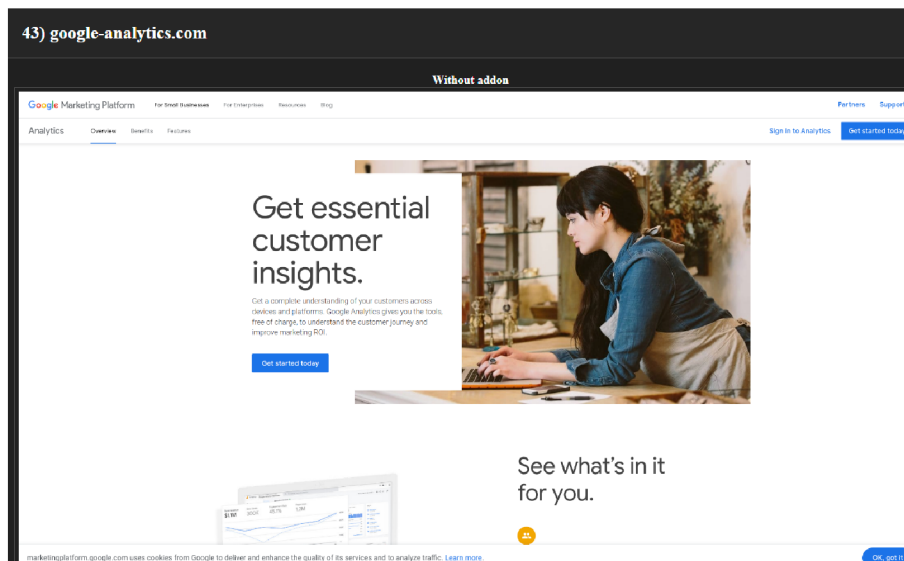 43) google-analytics.com
Without addon
Google Marketing Platform For Small Businesses For Enterprises Resources Blog Partners Support
Analytics Overview Benefits Features Sign in to Analytics Get started today
Get essential
customer
insights.
Get a complete understanding of your customers across
devices and platforms. Google Analytics gives you the tools,
free of charge, to understand the customer journey and
improve marketing ROI.
Get started today
See what's in it
for you.
marketingplatform.google.com uses cookies from Google to deliver and enhance the quality of its services and to analyze traffic. Learn more. OK, got it